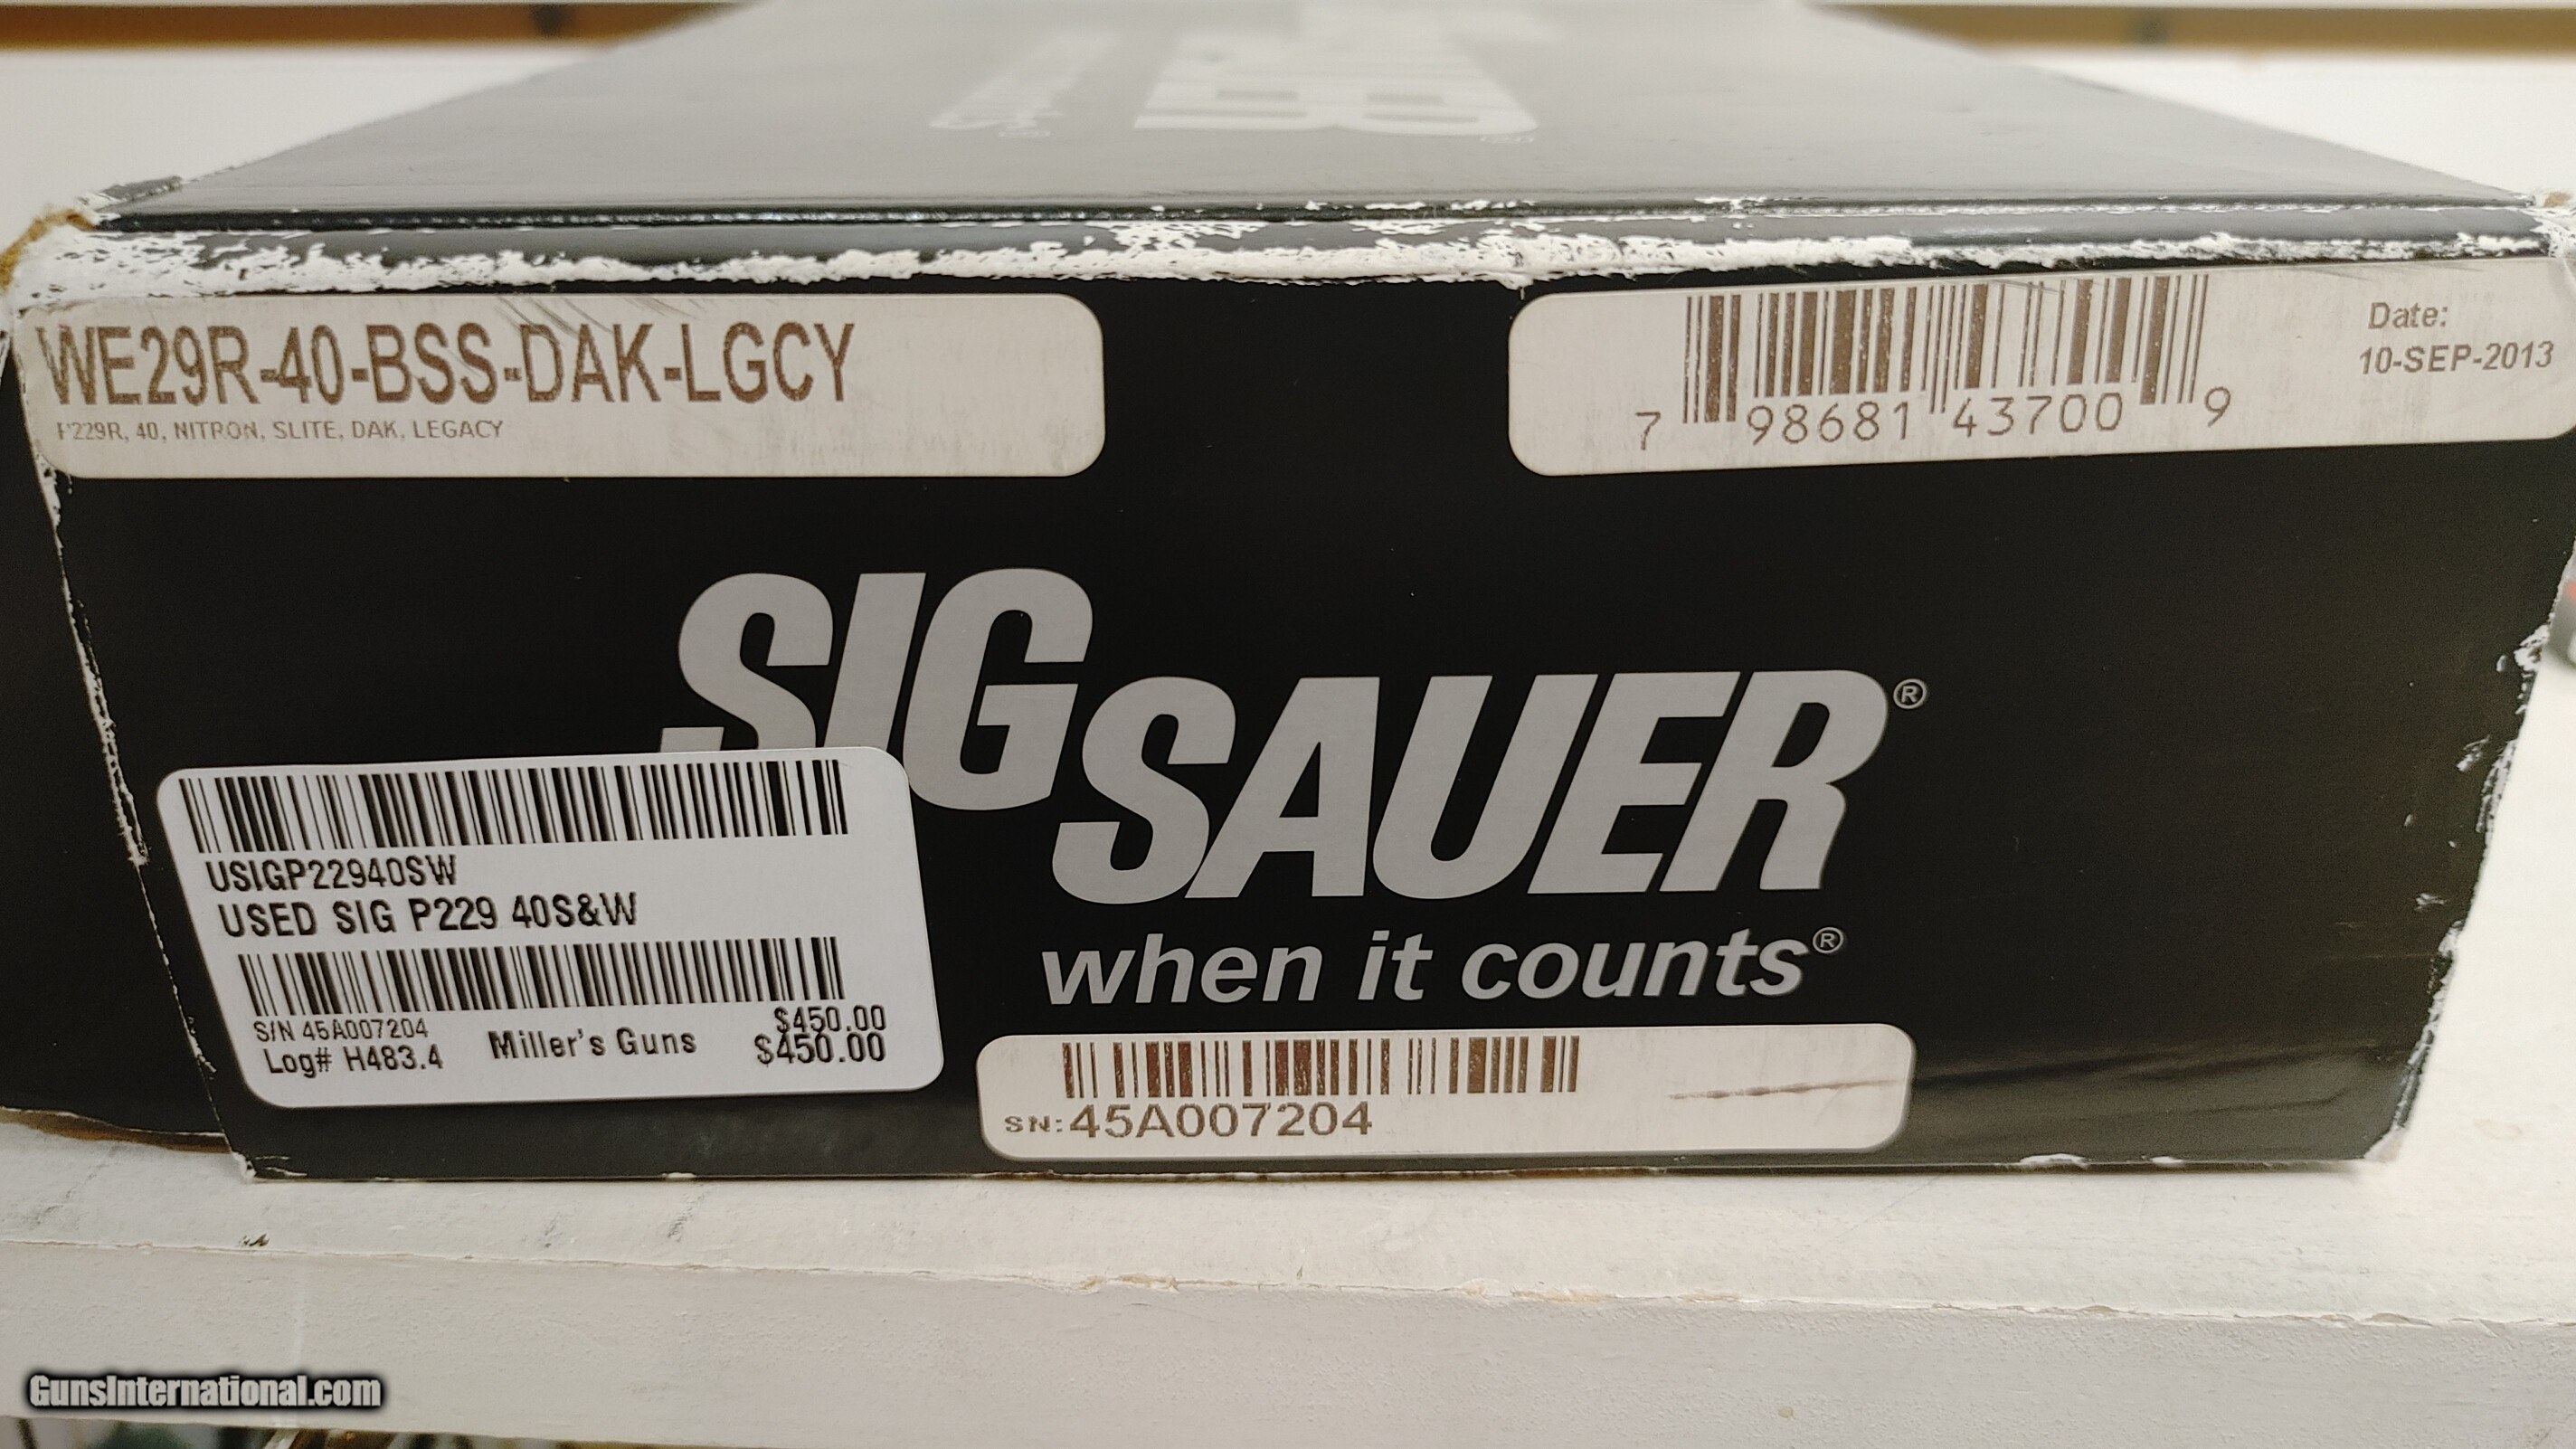 WE29R-40-BSS-DAK-LGCY
P229R, 40, NITRON, SLITE, DAK, LEGACY
7 98681 43700 9
Date:
10-SEP-2013
SIG SAUER®
when it counts®
USIGP22940SW
USED SIG P229 40S&W
S/N 45A007204
$450.00
Log# H483.4
Miller's Guns
$450.00
SN:45A007204
GunsInternational.com